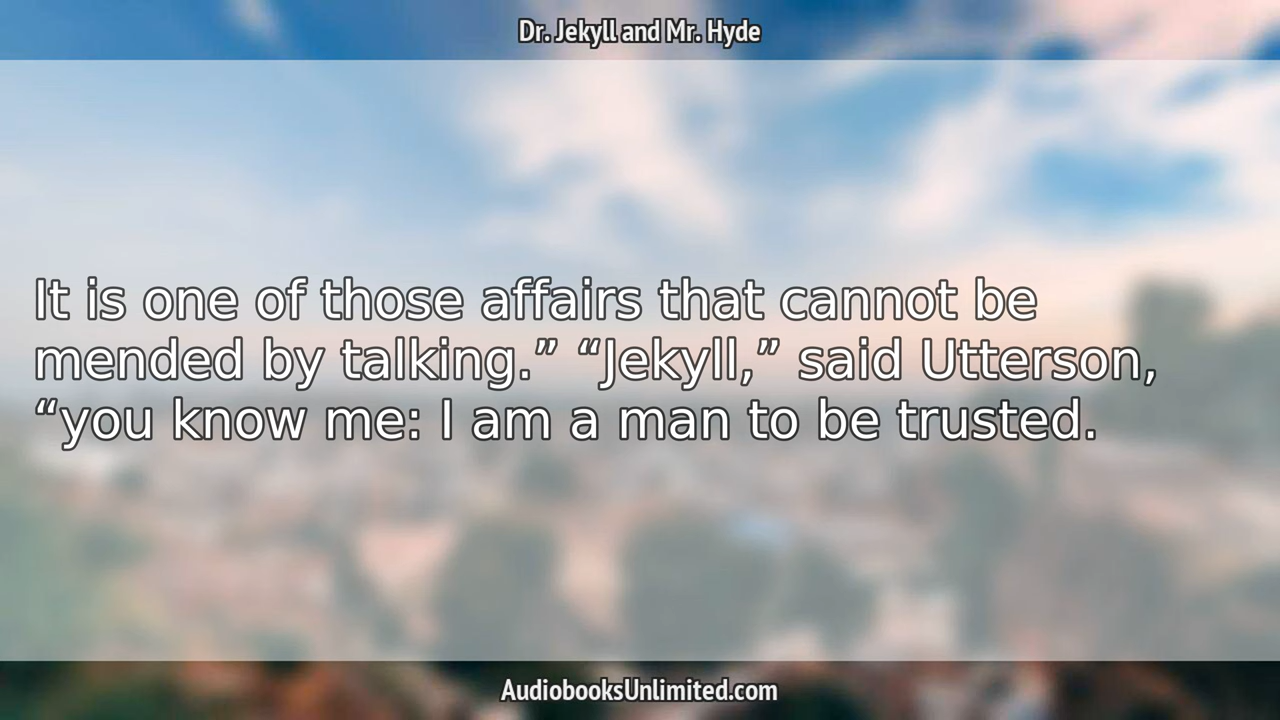 Dr. Jekyll and Mr. Hyde
It is one of those affairs that cannot be
mended by talking.” “Jekyll,” said Utterson,
“you know me: I am a man to be trusted.
AudiobooksUnlimited.com